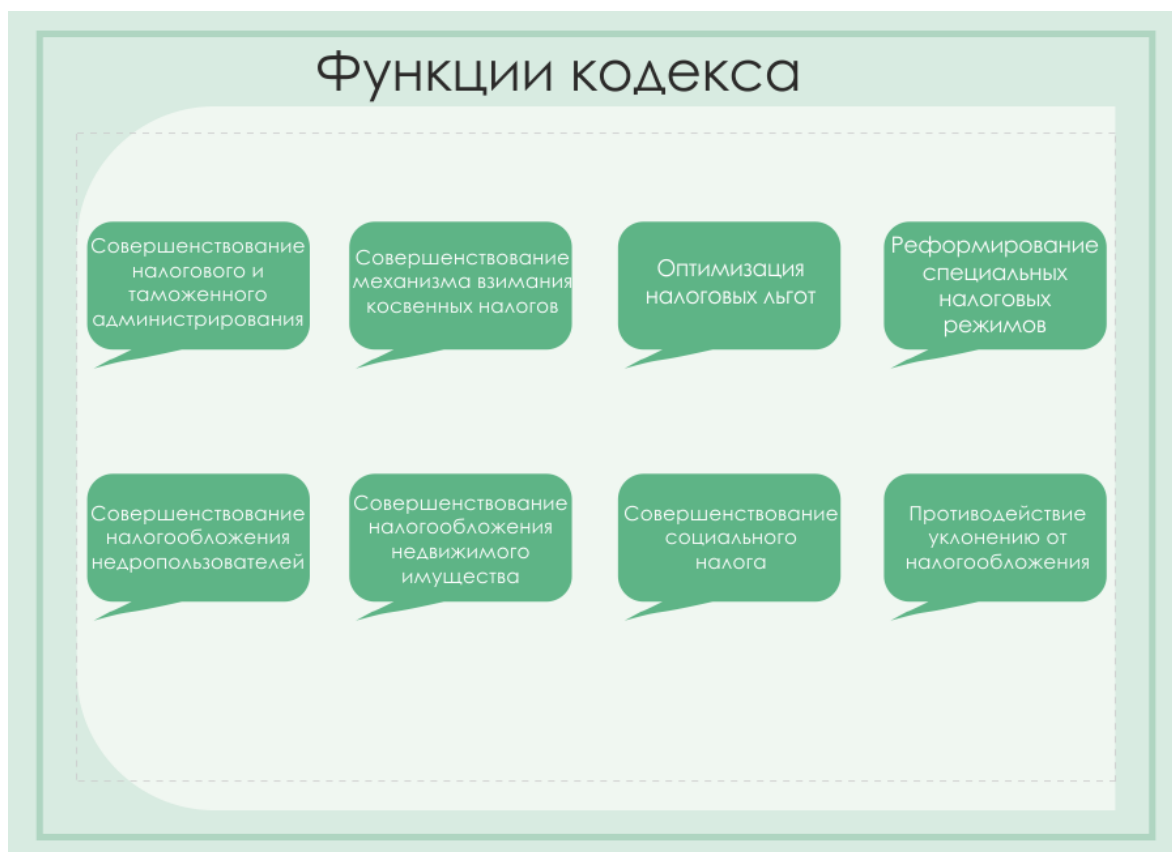 Функции кодекса
Совершенствование
налогового и
таможенного
администрирования
Совершенствование
механизма взимания
косвенных налогов
Оптимизация
налоговых льгот
Реформирование
специальных
налоговых
режимов
Совершенствование
налогообложения
недропользователей
Совершенствование
налогообложения
недвижимого
имущества
Совершенствование
социального
налога
Противодействие
уклонению от
налогообложения